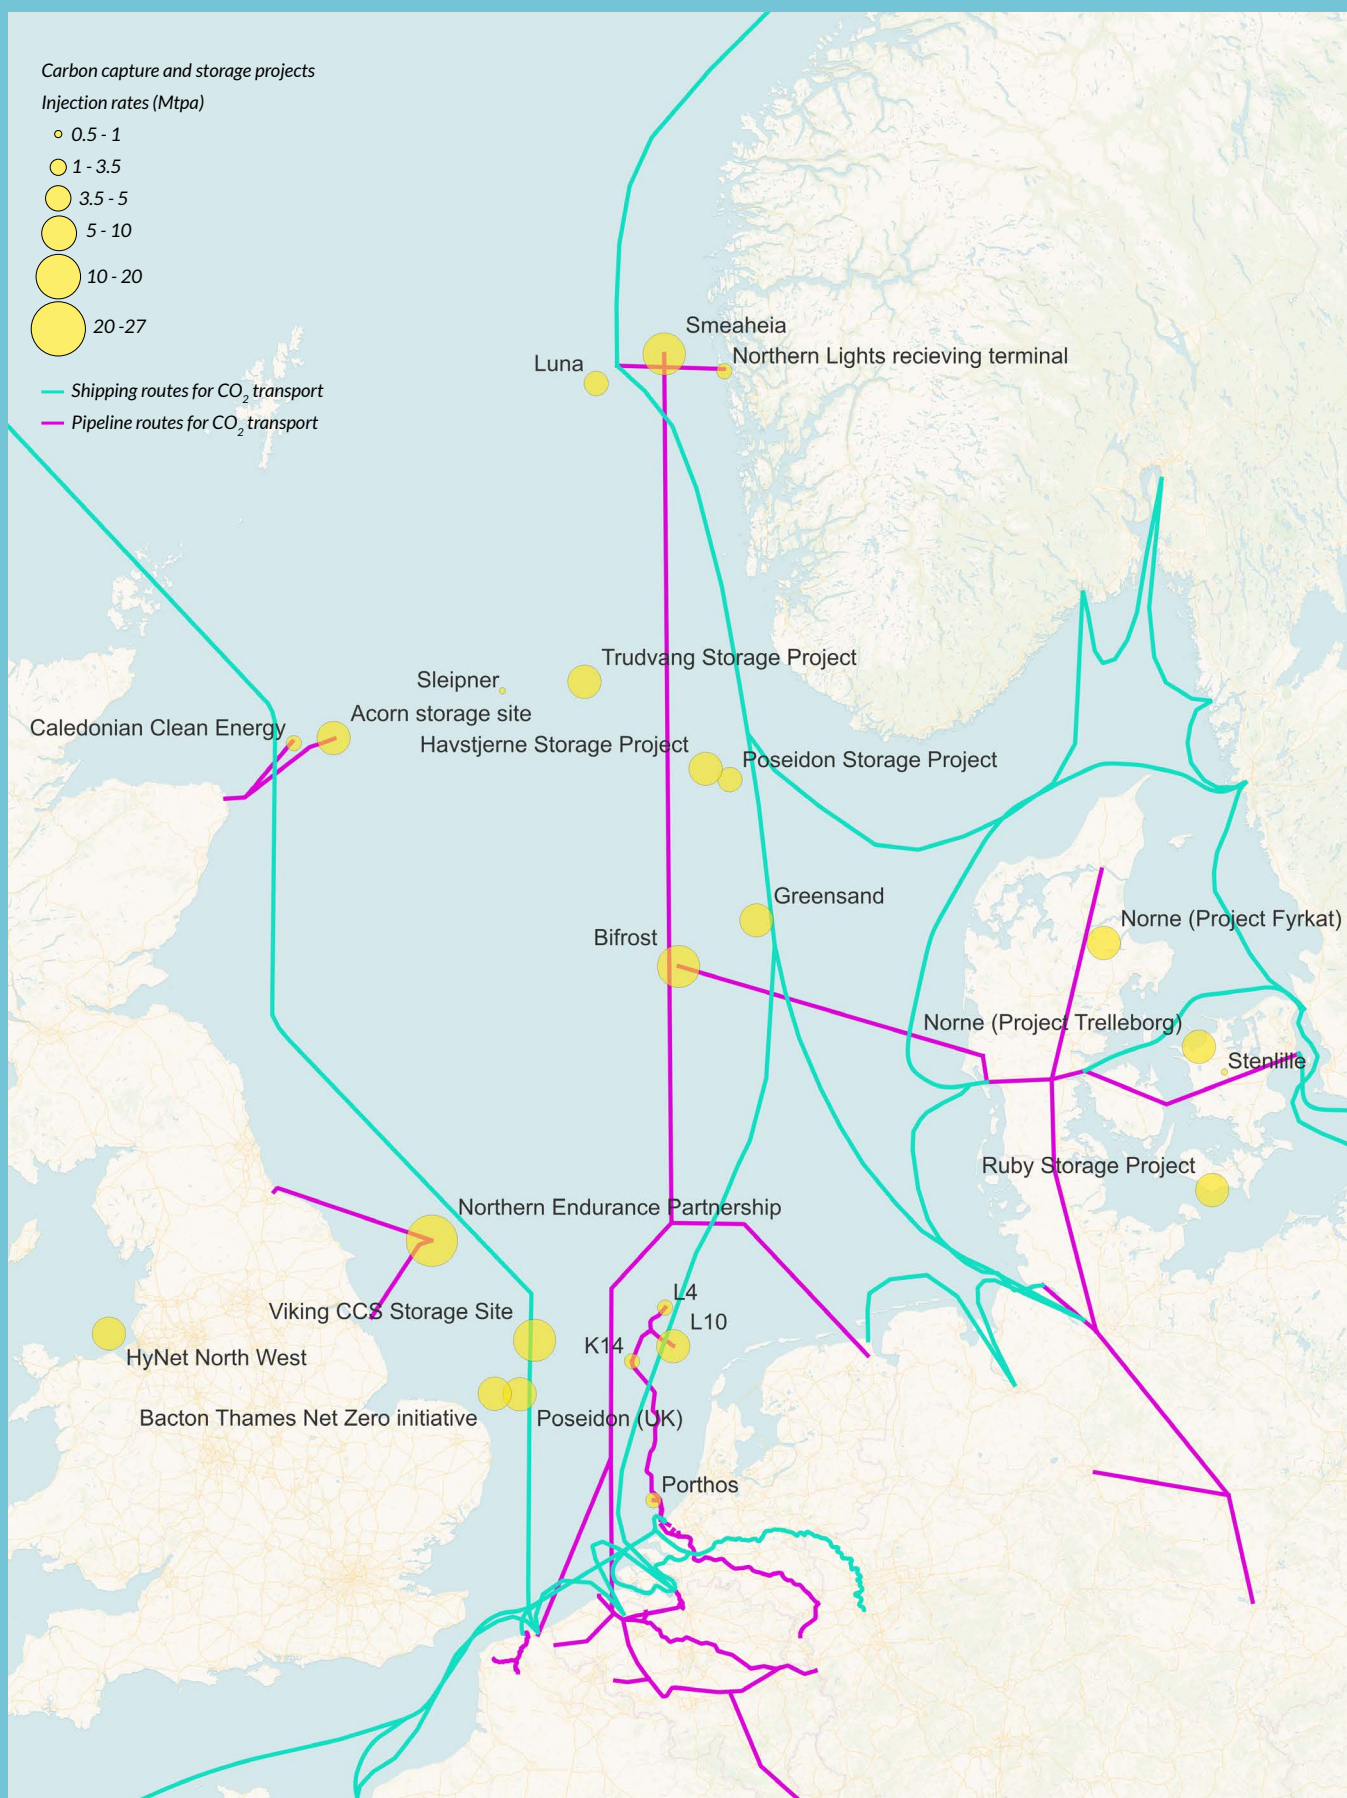 Carbon capture and storage projects
Injection rates (Mtpa)
0.5 - 1
1 - 3.5
3.5 - 5
5 - 10
10 - 20
20 -27
Shipping routes for CO2 transport
Pipeline routes for CO2 transport
Smeaheia
Northern Lights recieving terminal
Luna
Trudvang Storage Project
Sleipner
Acorn storage site
Caledonian Clean Energy
Havstjerne Storage Project
Poseidon Storage Project
Greensand
Norne (Project Fyrkat)
Bifrost
Norne (Project Trelleborg)
Stenlille
Ruby Storage Project
Northern Endurance Partnership
L4
Viking CCS Storage Site
L10
K14
HyNet North West
Bacton Thames Net Zero initiative
Poseidon (UK)
Porthos